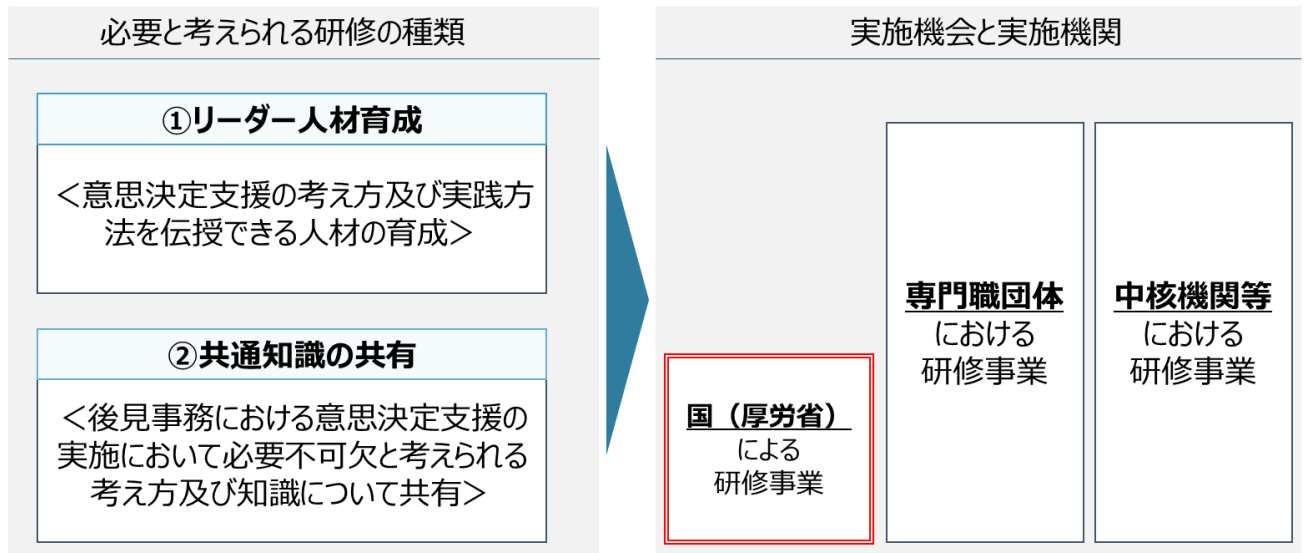 必要と考えられる研修の種類
①リーダー人材育成
＜意思決定支援の考え方及び実践方
法を伝授できる人材の育成＞
②共通知識の共有
＜後見事務における意思決定支援の
実施において必要不可欠と考えられる
考え方及び知識について共有＞
実施機会と実施機関
国（厚労省）
による
研修事業
専門職団体
における
研修事業
中核機関等
における
研修事業